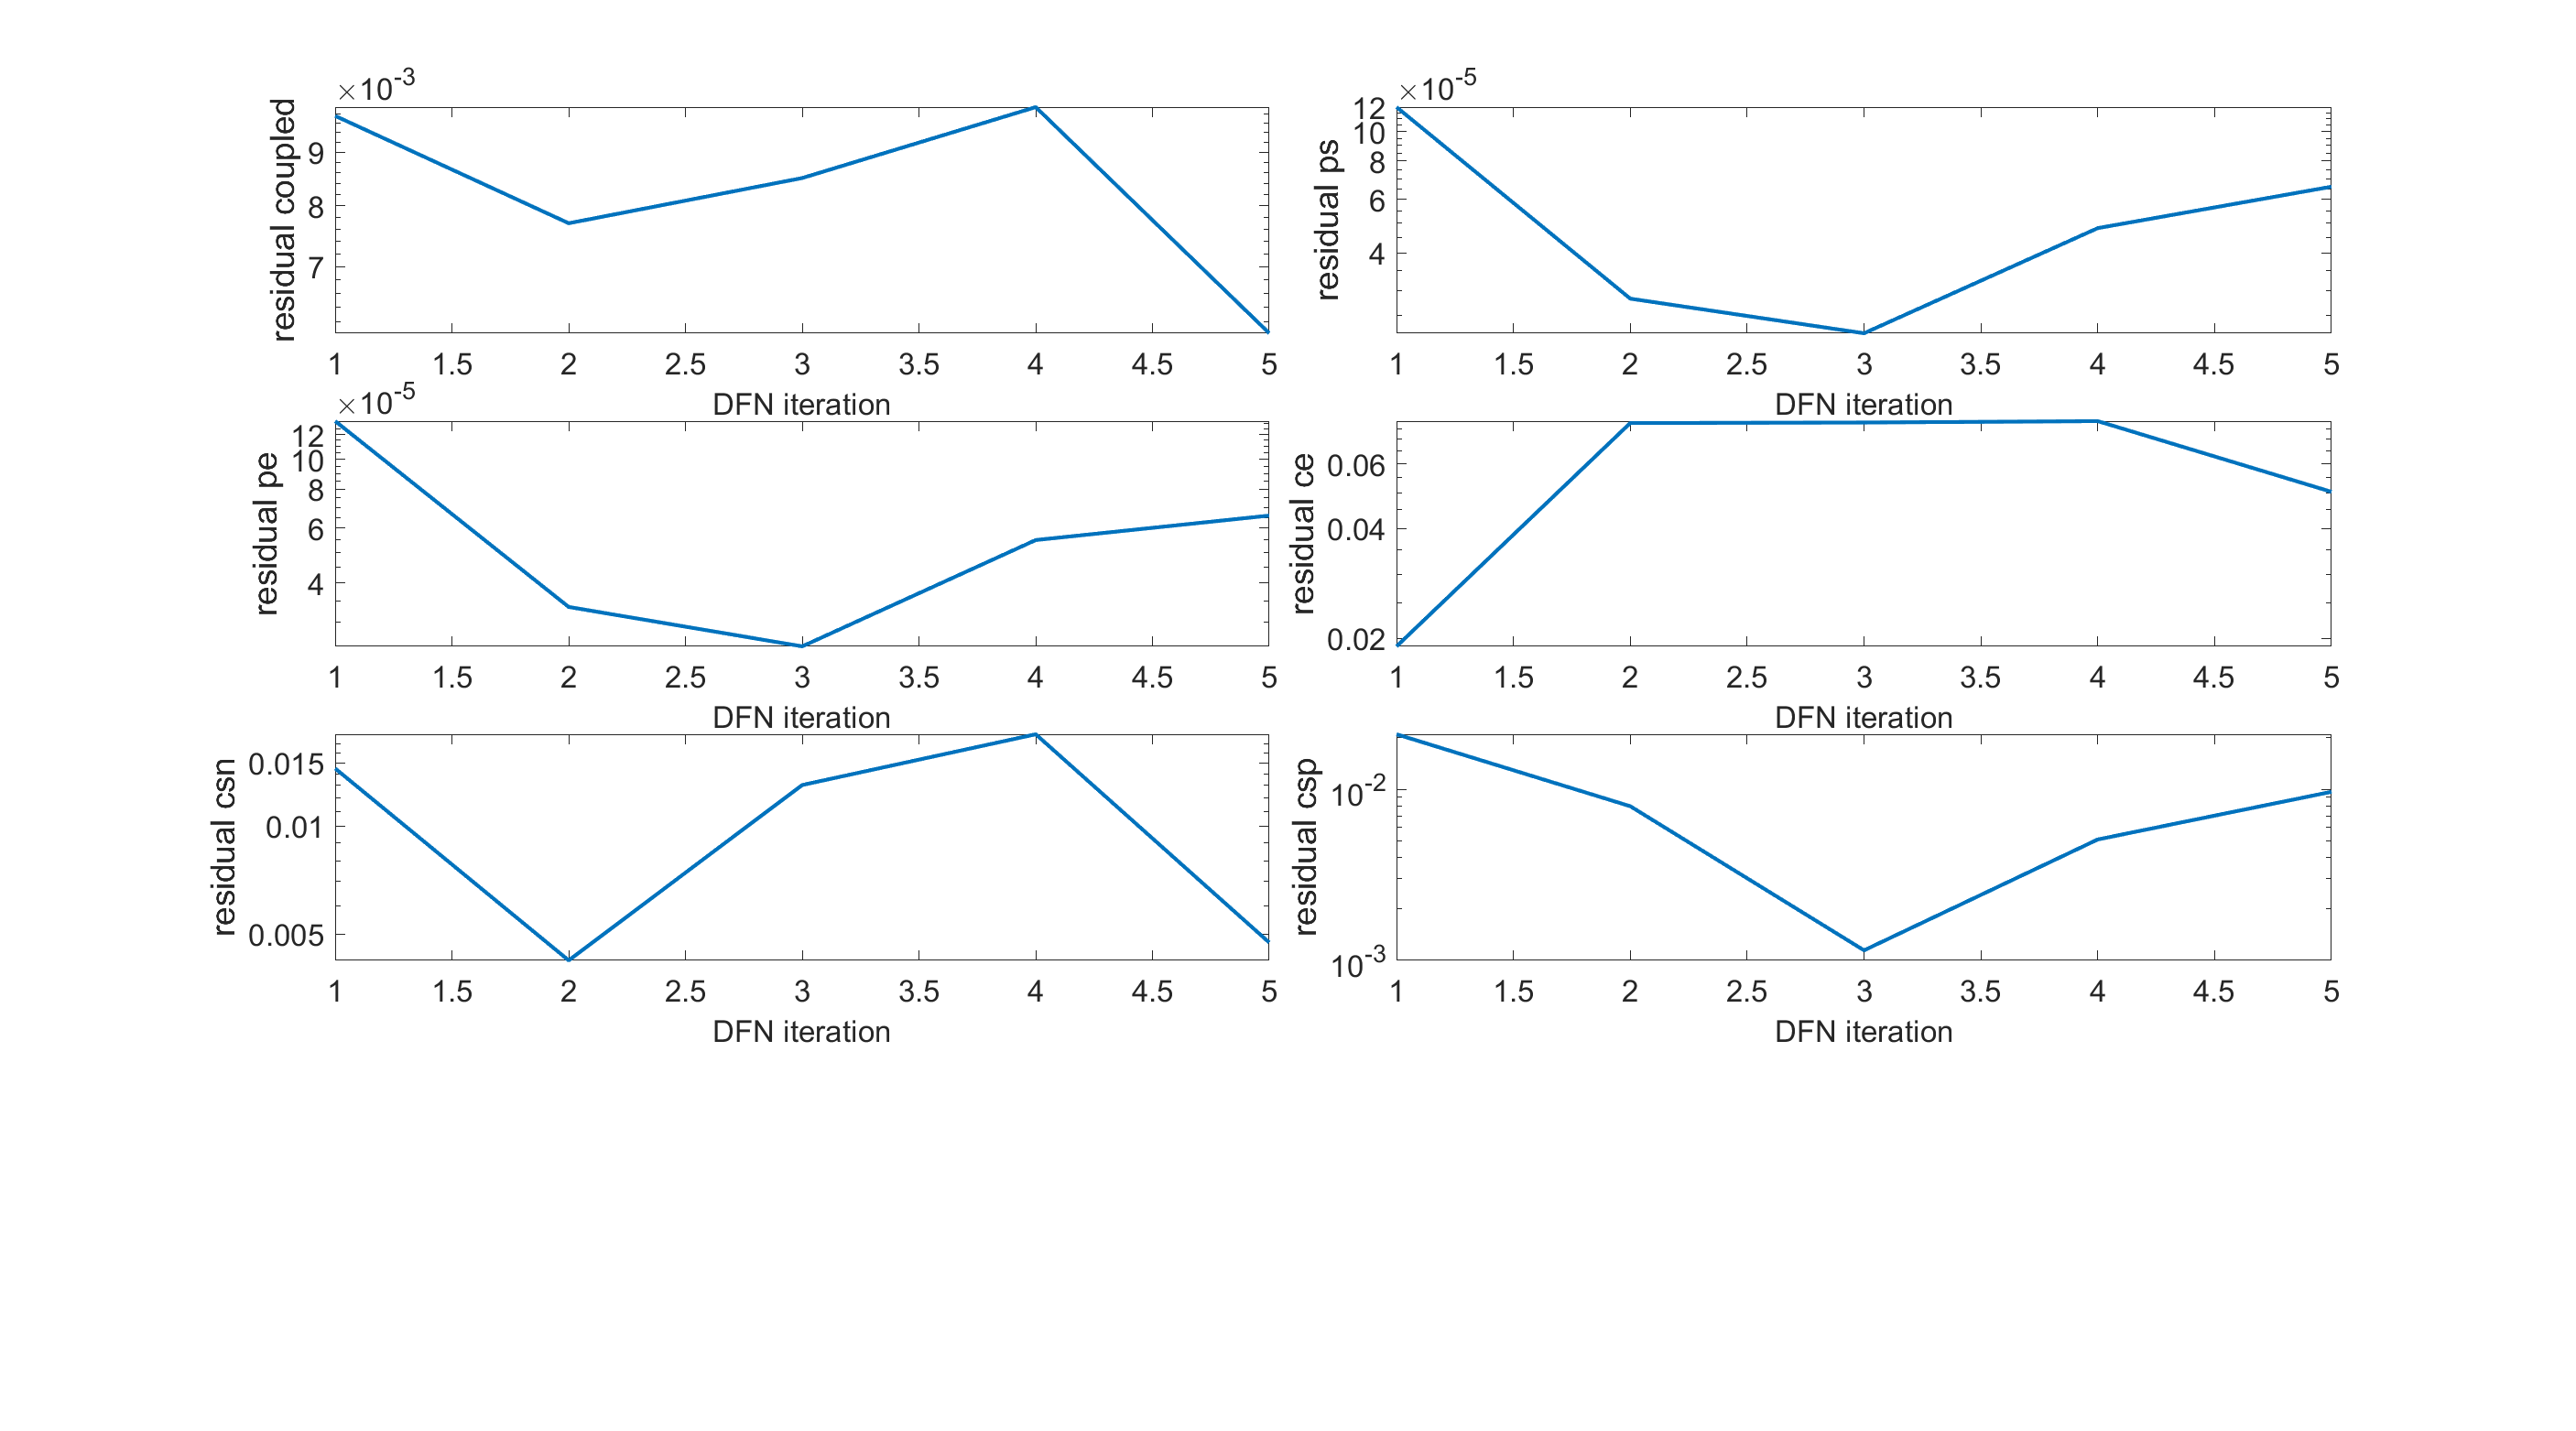 ×10-3
residual coupled
9
8
7
1 1.5 2 2.5 3 3.5 4 4.5 5
DFN iteration
×10-5
residual ps
12
10
8
6
4
1 1.5 2 2.5 3 3.5 4 4.5 5
DFN iteration
×10-5
residual pe
12
10
8
6
4
1 1.5 2 2.5 3 3.5 4 4.5 5
DFN iteration
residual ce
0.06
0.04
0.02
1 1.5 2 2.5 3 3.5 4 4.5 5
DFN iteration
residual csn
0.015
0.01
0.005
1 1.5 2 2.5 3 3.5 4 4.5 5
DFN iteration
residual csp
10-2
10-3
1 1.5 2 2.5 3 3.5 4 4.5 5
DFN iteration